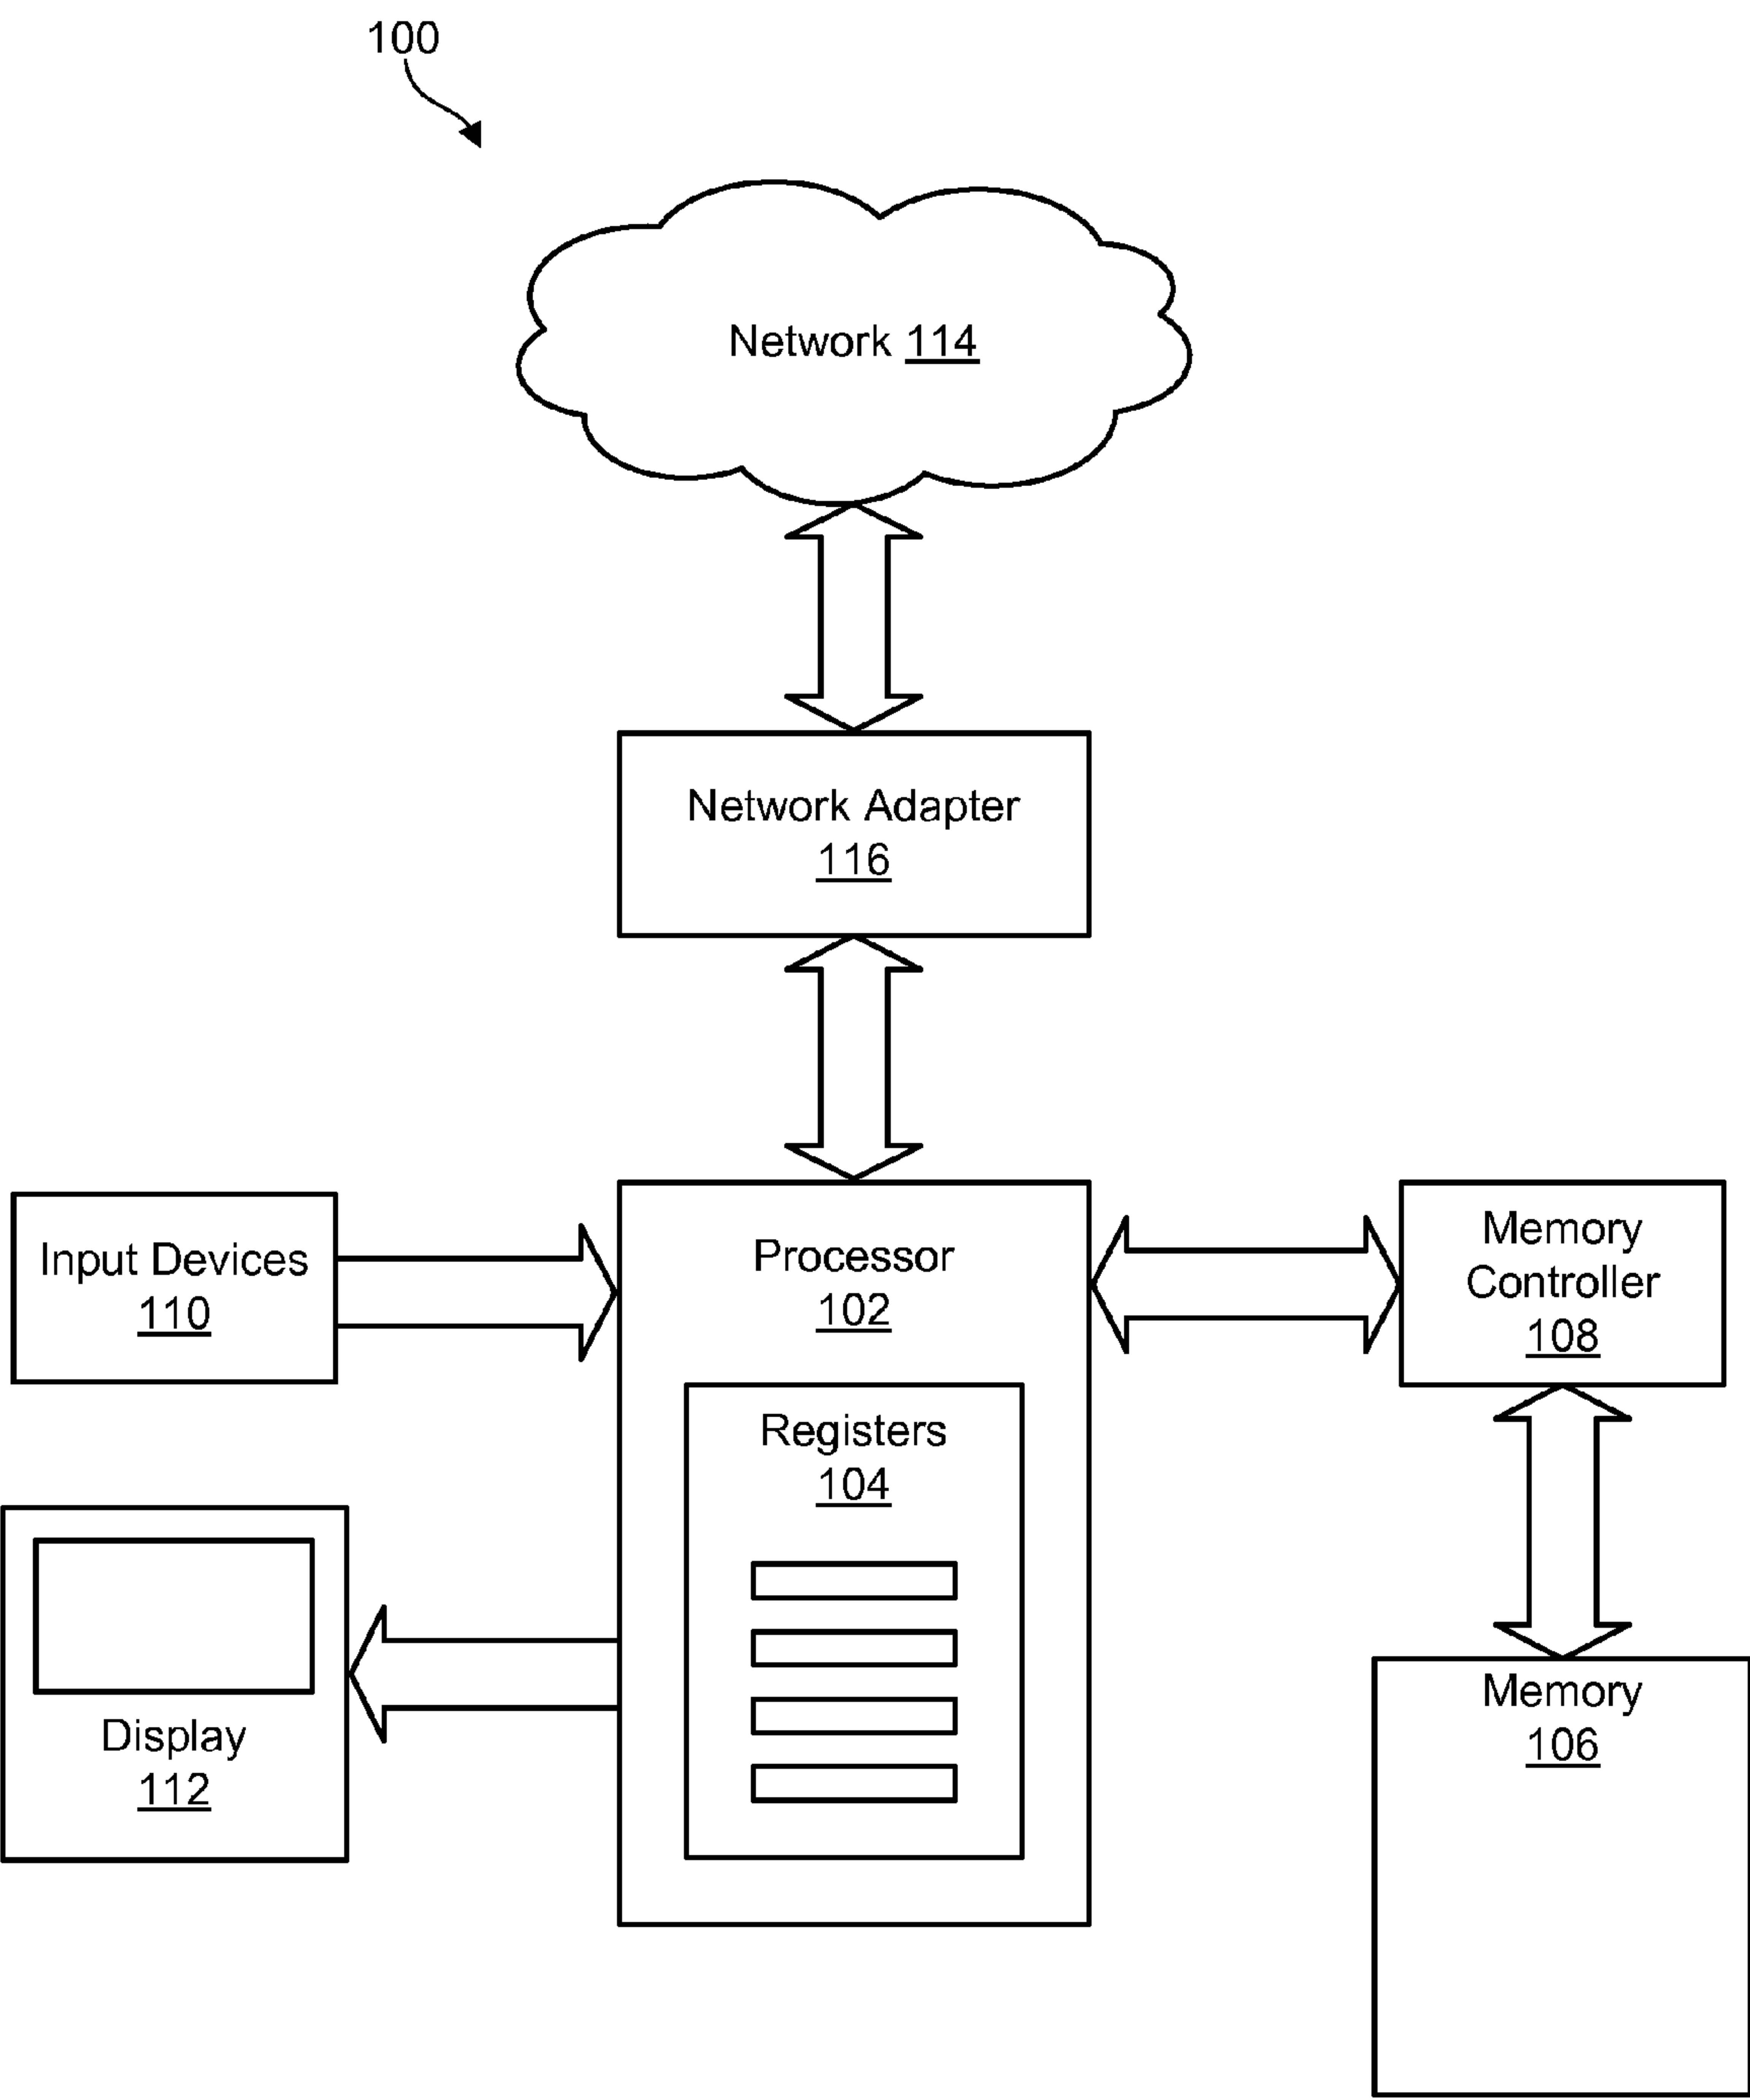 100
Network 114
Network Adapter
116
Input Devices
110
Processor
102
Memory
Controller
108
Registers
104
Display
112
Memory
106